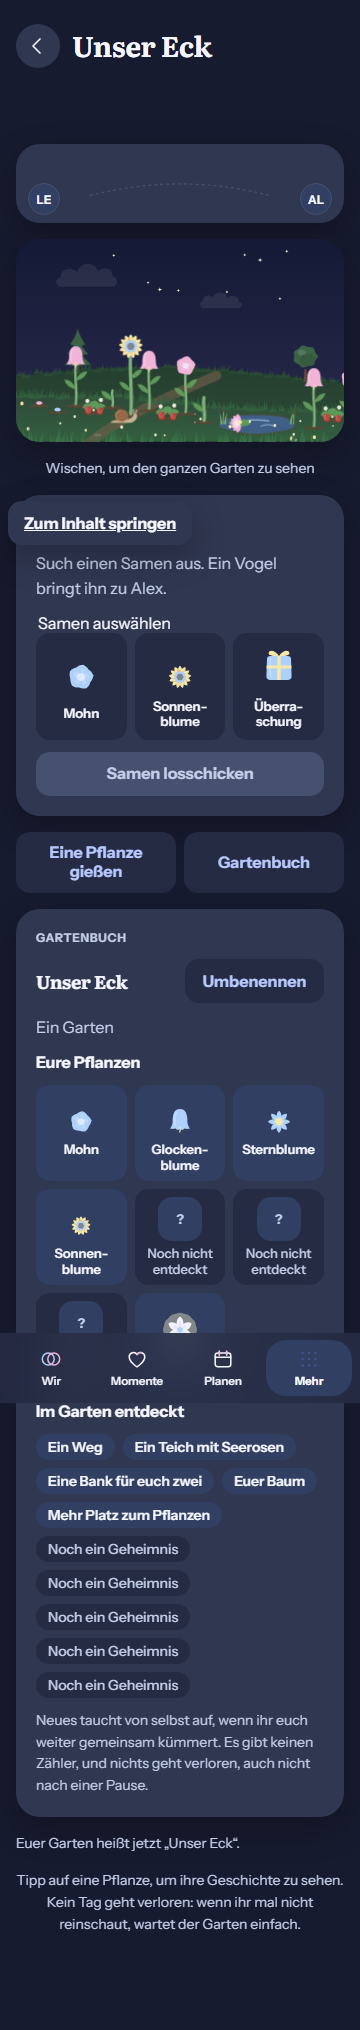 Unser Eck
LE
AL
Wischen, um den ganzen Garten zu sehen
Zum Inhalt springen
Such einen Samen aus. Ein Vogel
bringt ihn zu Alex.
Samen auswählen
Mohn
Sonnen-
blume
Überra-
schung
Samen losschicken
Eine Pflanze
gießen
Gartenbuch
GARTENBUCH
Unser Eck
Umbenennen
Ein Garten
Eure Pflanzen
Mohn
Glocken-
blume
Sternblume
Sonnen-
blume
?
Noch nicht
entdeckt
?
Noch nicht
entdeckt
?
Wir
Momente
Planen
Mehr
Im Garten entdeckt
Ein Weg
Ein Teich mit Seerosen
Eine Bank für euch zwei
Euer Baum
Mehr Platz zum Pflanzen
Noch ein Geheimnis
Noch ein Geheimnis
Noch ein Geheimnis
Noch ein Geheimnis
Noch ein Geheimnis
Neues taucht von selbst auf, wenn ihr euch
weiter gemeinsam kümmert. Es gibt keinen
Zähler, und nichts geht verloren, auch nicht
nach einer Pause.
Euer Garten heißt jetzt „Unser Eck“.
Tipp auf eine Pflanze, um ihre Geschichte zu sehen.
Kein Tag geht verloren: wenn ihr mal nicht
reinschaut, wartet der Garten einfach.